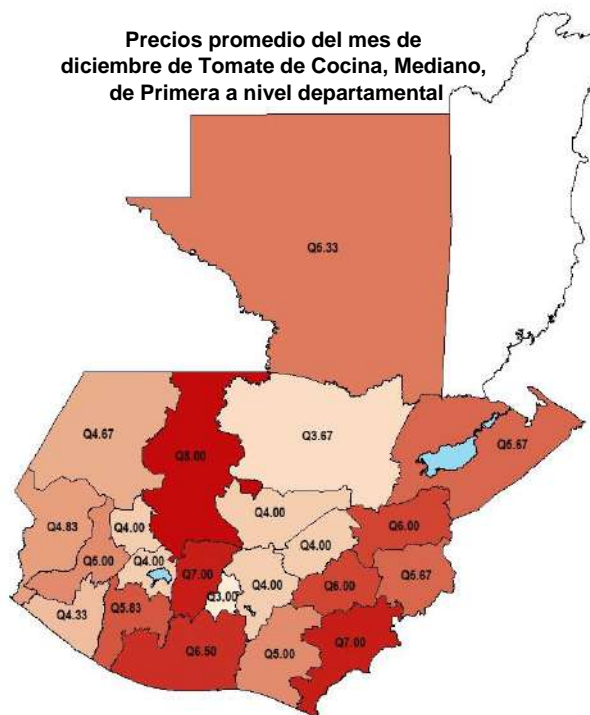 Precios promedio del mes de
diciembre de Tomate de Cocina, Mediano,
de Primera a nivel departamental
Q5.33
Q4.67
Q3.67
Q5.67
Q8.00
Q4.00
Q4.83
Q4.00
Q6.00
Q4.00
Q5.00
Q4.00
Q7.00
Q4.00
Q6.00
Q5.67
Q3.00
Q4.33
Q5.83
Q7.00
Q6.50
Q5.00